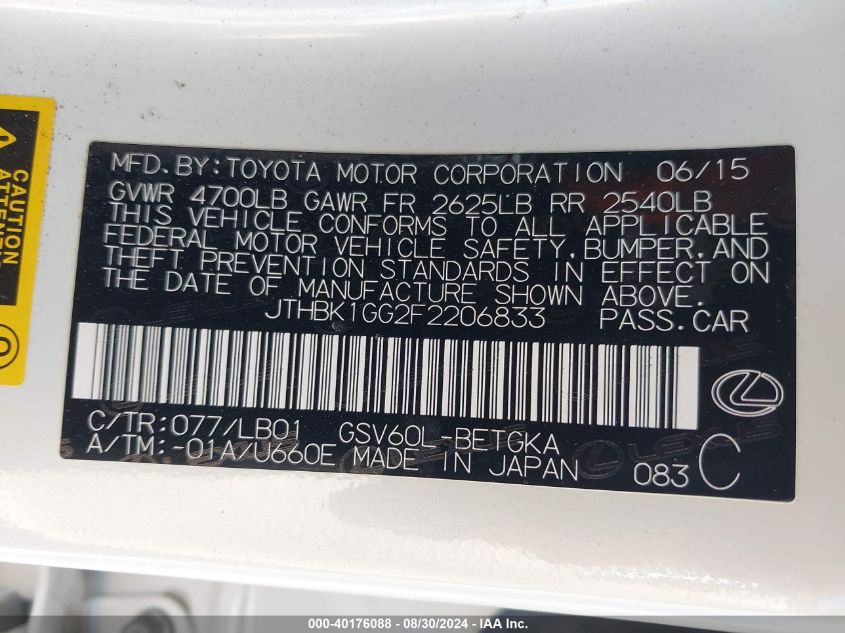 CAUTION
ATTENTION
MFD.BY:TOYOTA MOTOR CORPORATION 06/15
GVWR 4700LB GAWR FR 2625LB RR 2540LB
THIS VEHICLE CONFORMS TO ALL APPLICABLE
FEDERAL MOTOR VEHICLE SAFETY,BUMPER,AND
THEFT PREVENTION STANDARDS IN EFFECT ON
THE DATE OF MANUFACTURE SHOWN ABOVE.
JTHBK1GG2F2206833 PASS.CAR
C/TR:077/LB01 GSV60L-BETGKA
A/TM:-01A/U660E MADE IN JAPAN
083 C
LEXUS
000-40176088 - 08/30/2024 - IAA Inc.